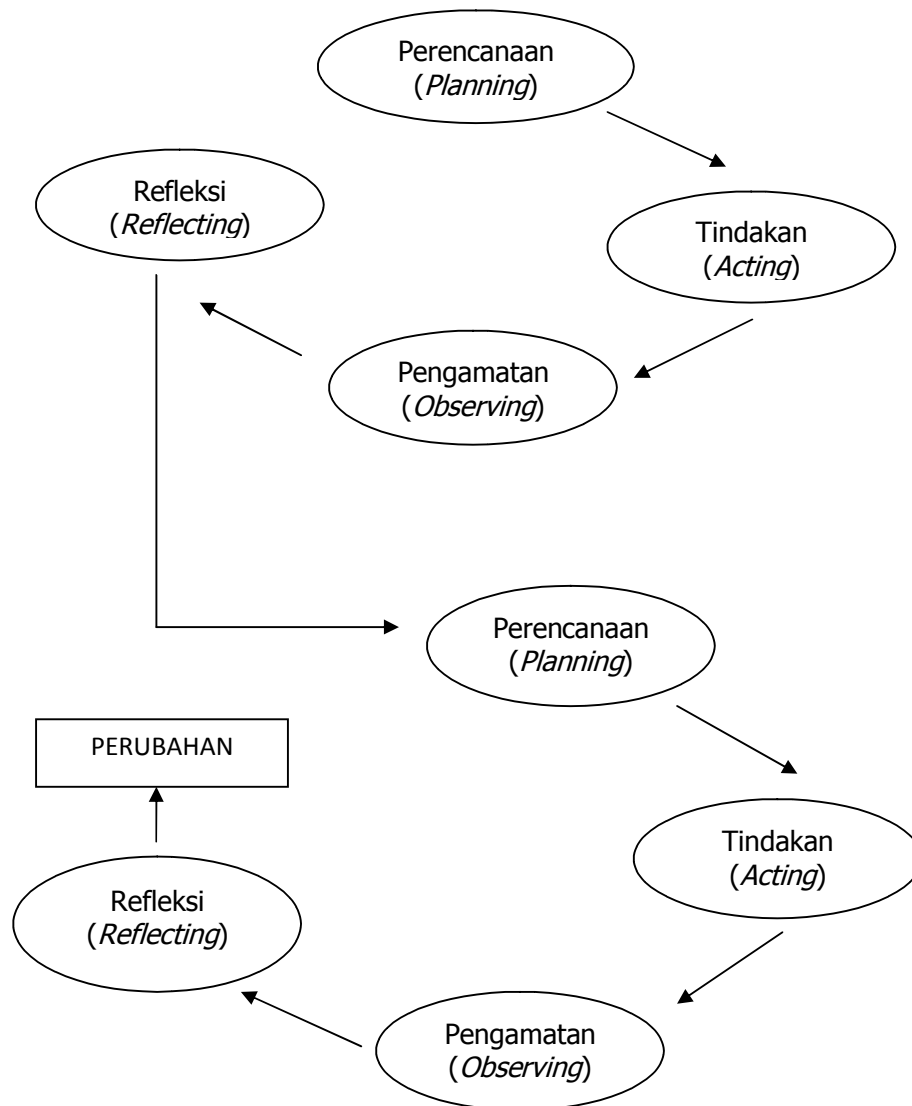 Perencanaan
(Planning)
Refleksi
(Reflecting)
Tindakan
(Acting)
Pengamatan
(Observing)
Perencanaan
(Planning)
PERUBAHAN
Tindakan
(Acting)
Refleksi
(Reflecting)
Pengamatan
(Observing)